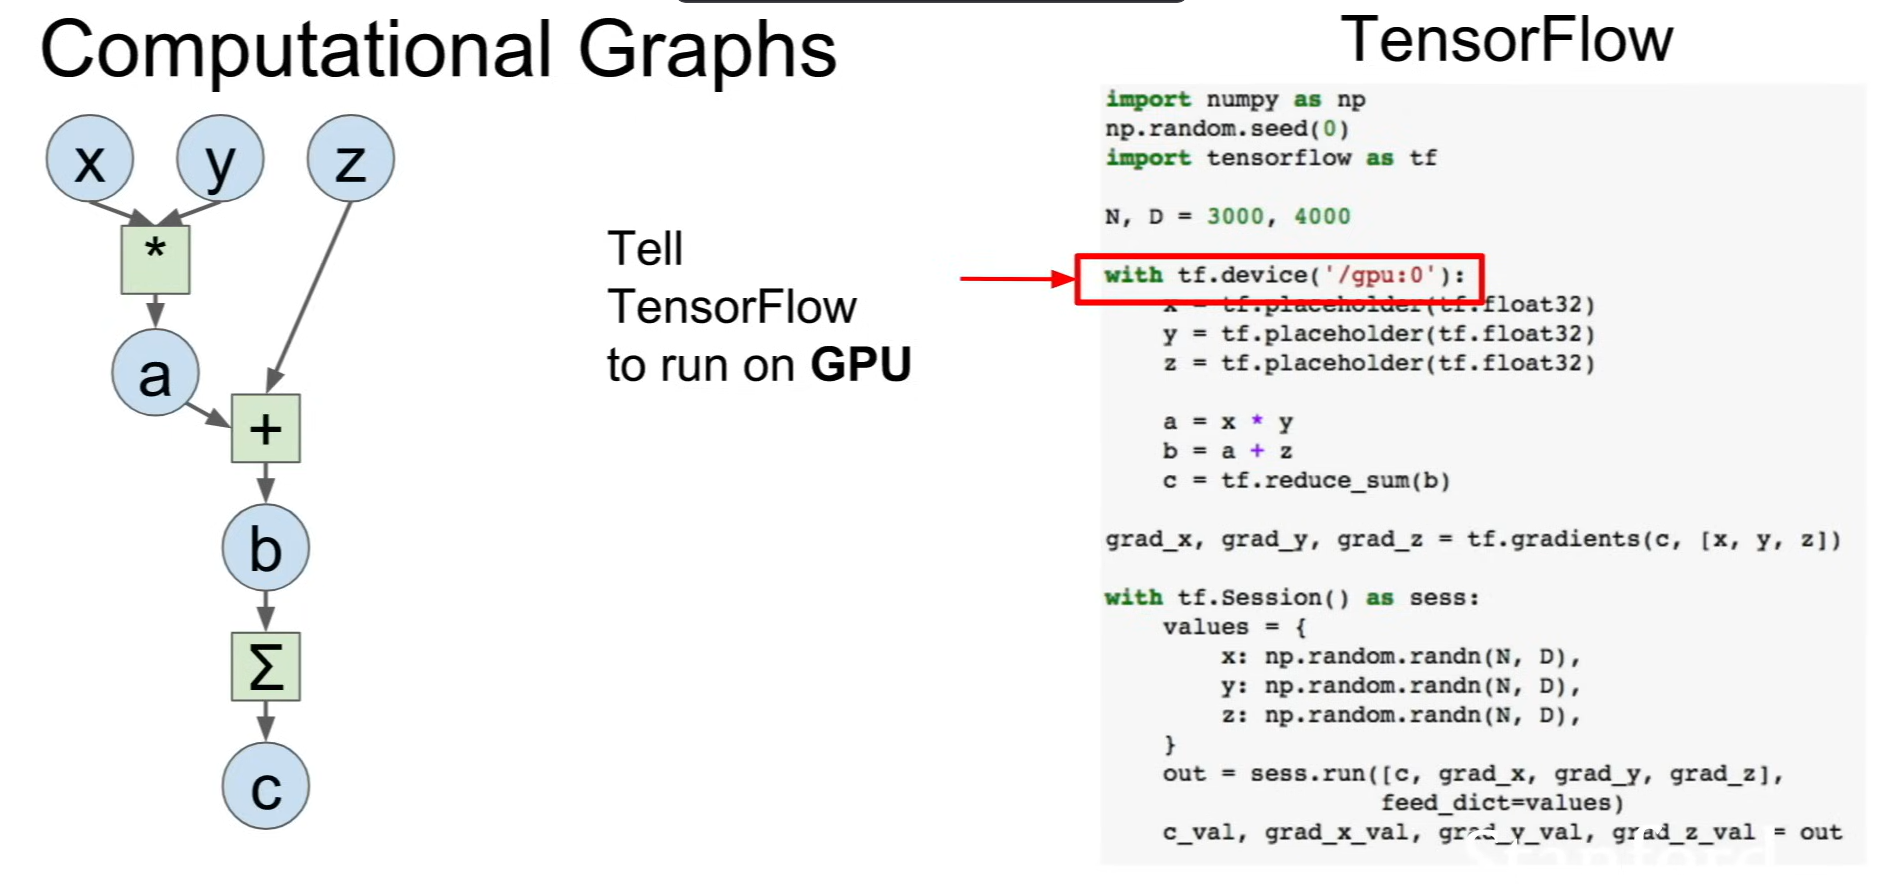 Computational Graphs
TensorFlow
x
y
z
*
a
+
b
Σ
c
Tell
TensorFlow
to run on GPU
import numpy as np
np.random.seed(0)
import tensorflow as tf
N, D = 3000, 4000
with tf.device('/gpu:0'):
x = tf.placeholder(tf.float32)
y = tf.placeholder(tf.float32)
z = tf.placeholder(tf.float32)
a = x * y
b = a + z
c = tf.reduce_sum(b)
grad_x, grad_y, grad_z = tf.gradients(c, [x, y, z])
with tf.Session() as sess:
values = {
x: np.random.randn(N, D),
y: np.random.randn(N, D),
z: np.random.randn(N, D),
}
out = sess.run([c, grad_x, grad_y, grad_z],
feed_dict=values)
c_val, grad_x_val, grad_y_val, grad_z_val = out
Stanford